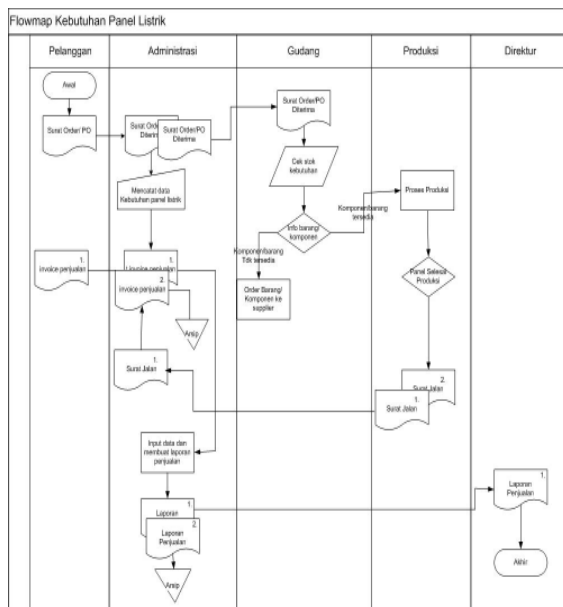 Flowmap Kebutuhan Panel Listrik
Pelanggan
Administrasi
Gudang
Produksi
Direktur
Awal
Surat Order/ PO
Surat Order/PO
Diterima
Surat Order/PO
Diterima
Surat Order/PO
Diterima
Cek stok
kebutuhan
Mencatat data
Kebutuhan panel listrik
Info barang/
komponen
Komponen/barang
tersedia
Proses Produksi
Komponen/barang
Tdk tersedia
Order Barang/
Komponen ke
supplier
Panel Selesai
Produksi
1.
invoice penjualan
1.
invoice penjualan
2.
invoice penjualan
Arsip
1.
Surat Jalan
2.
Surat Jalan
1.
Surat Jalan
Input data dan
membuat laporan
penjualan
1.
Laporan
2.
Laporan
Penjualan
Arsip
1.
Laporan
Penjualan
Akhir